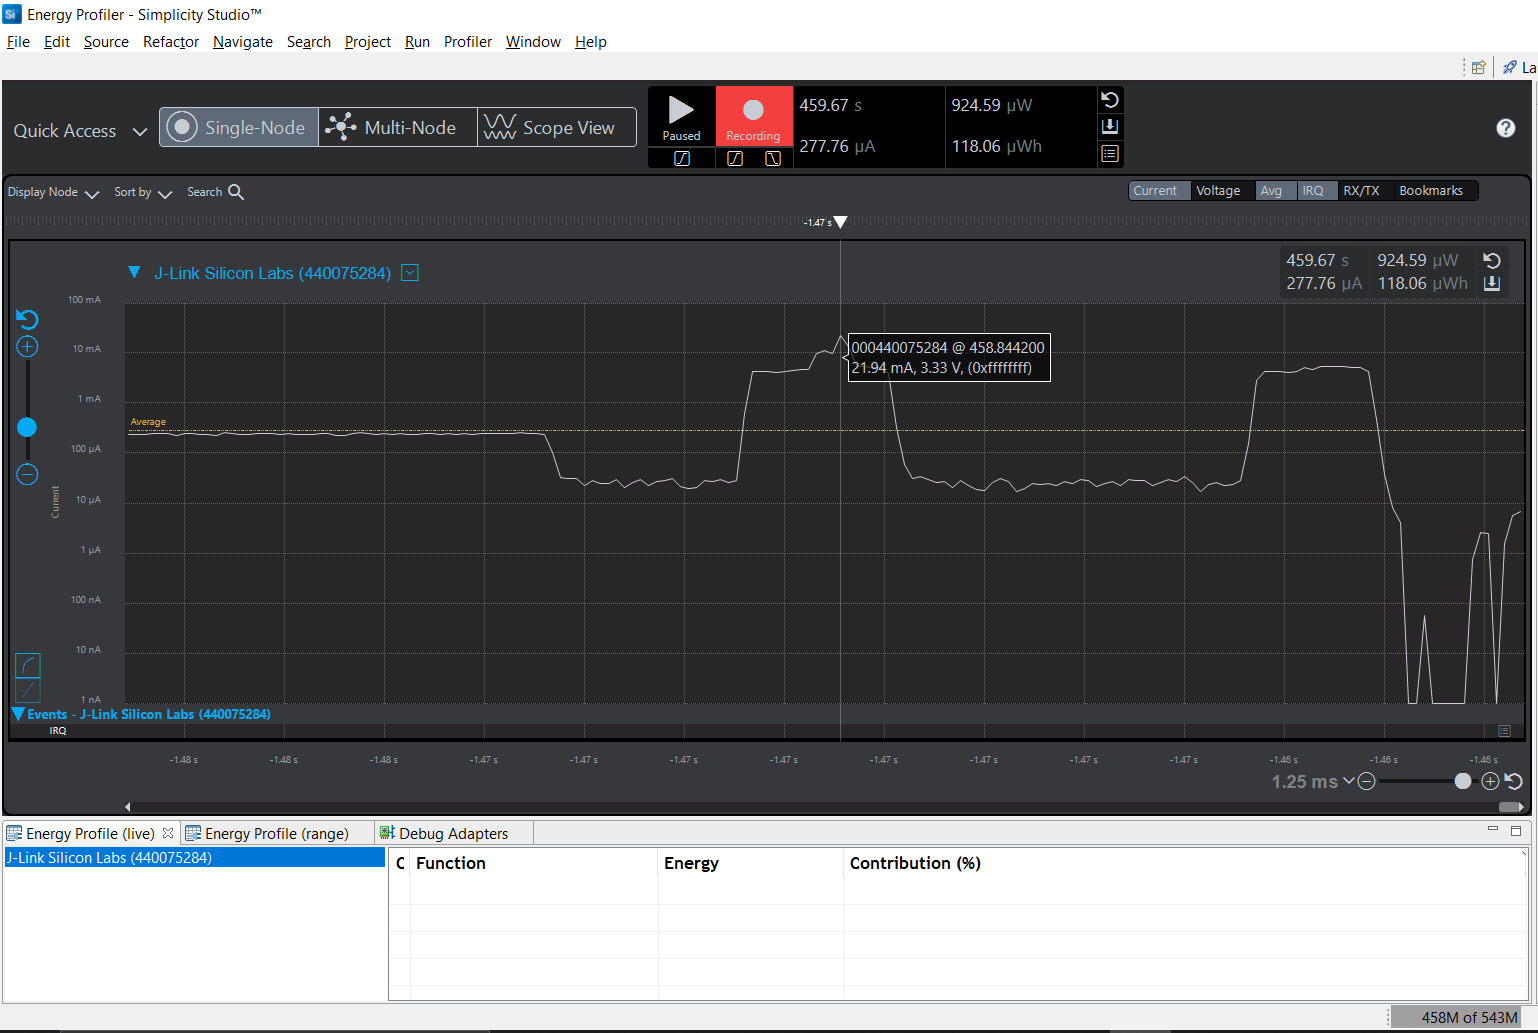 Energy Profiler - Simplicity Studio™
File Edit Source Refactor Navigate Search Project Run Profiler Window Help
La
Quick Access
Single-Node
Multi-Node
Scope View
Paused
Recording
459.67 s
924.59 µW
277.76 µA
118.06 µWh
Display Node
Sort by
Search
Current Voltage Avg IRQ RX/TX Bookmarks
-1.47 s
J-Link Silicon Labs (440075284)
459.67 s 924.59 µW
277.76 µA 118.06 µWh
100 mA
10 mA
1 mA
100 µA
10 µA
1 µA
100 nA
10 nA
1 nA
Current
Average
000440075284 @ 458.844200
21.94 mA, 3.33 V, (0xffffffff)
Events - J-Link Silicon Labs (440075284)
IRQ
-1.48 s -1.48 s -1.48 s -1.47 s -1.47 s -1.47 s -1.47 s -1.47 s -1.47 s -1.47 s -1.47 s -1.46 s -1.46 s -1.46 s
1.25 ms
Energy Profile (live)
Energy Profile (range)
Debug Adapters
J-Link Silicon Labs (440075284)
C Function Energy Contribution (%)
458M of 543M